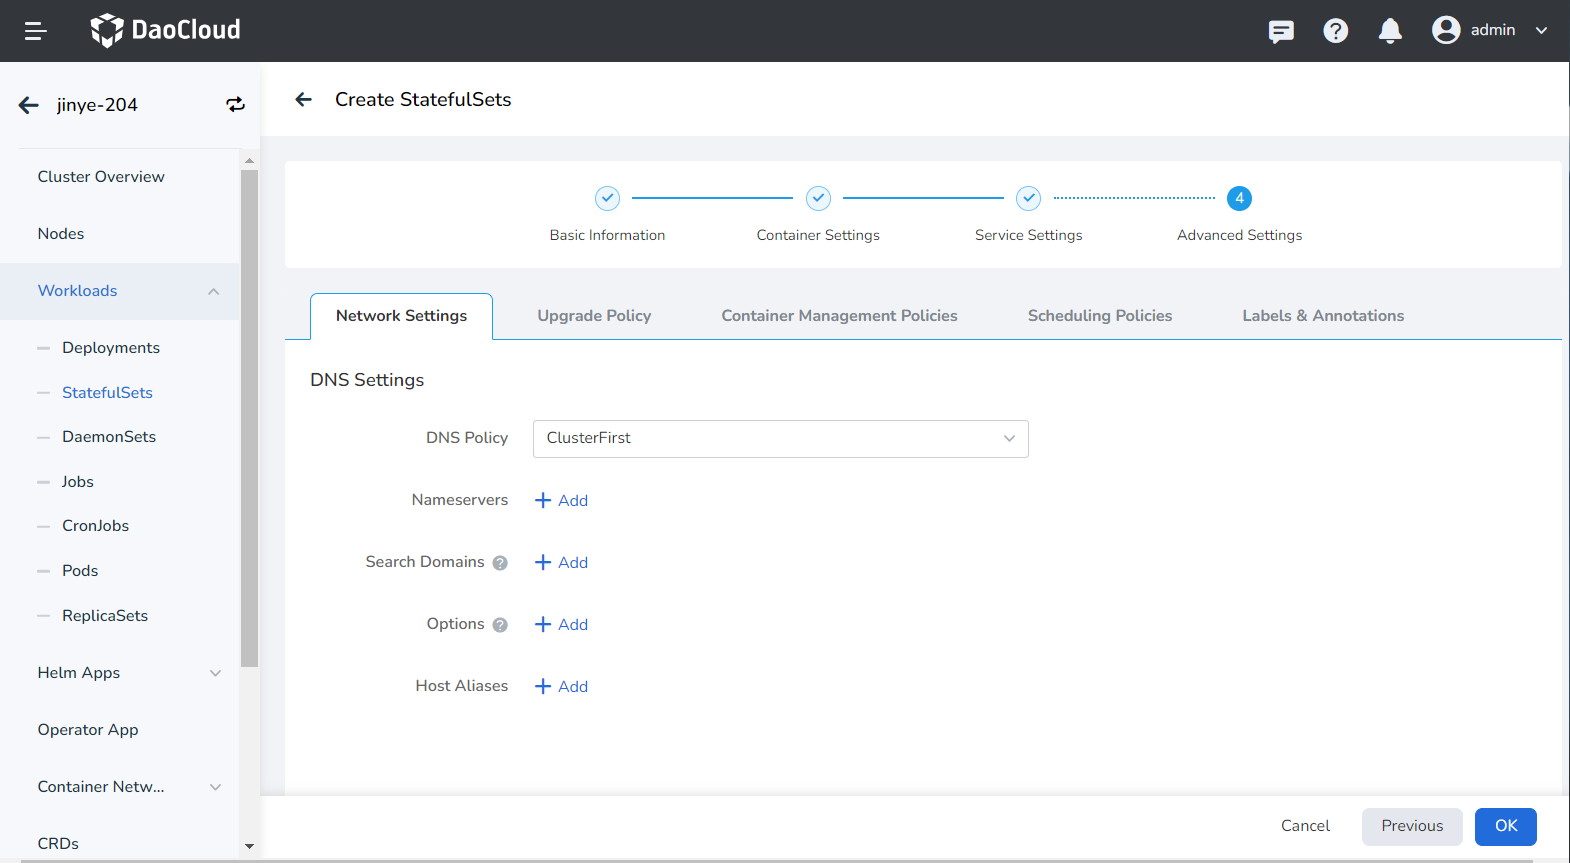 DaoCloud
admin
jinye-204
Create StatefulSets
Cluster Overview
Nodes
Workloads
Deployments
StatefulSets
DaemonSets
Jobs
CronJobs
Pods
ReplicaSets
Helm Apps
Operator App
Container Netw...
CRDs
4
Basic Information
Container Settings
Service Settings
Advanced Settings
Network Settings
Upgrade Policy
Container Management Policies
Scheduling Policies
Labels & Annotations
DNS Settings
DNS Policy ClusterFirst
Nameservers + Add
Search Domains ? + Add
Options ? + Add
Host Aliases + Add
Cancel
Previous
OK